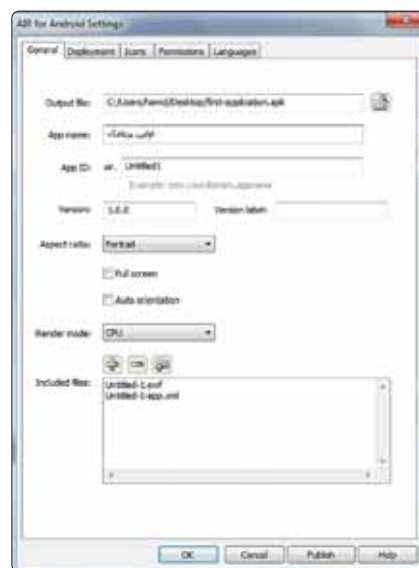 AIR for Android Settings
General Deployment Icons Permissions Languages
Output file: C:/Users/hamid/Desktop/first-application.apk
App name: اولین برنامک
App ID: air. Untitled1
Version: 1.0.0 Version label:
Aspect ratio: Portrait
Full screen
Auto orientation
Render mode: CPU
Included files:
Untitled-1.swf
Untitled-1-app.xml
OK Cancel Publish Help